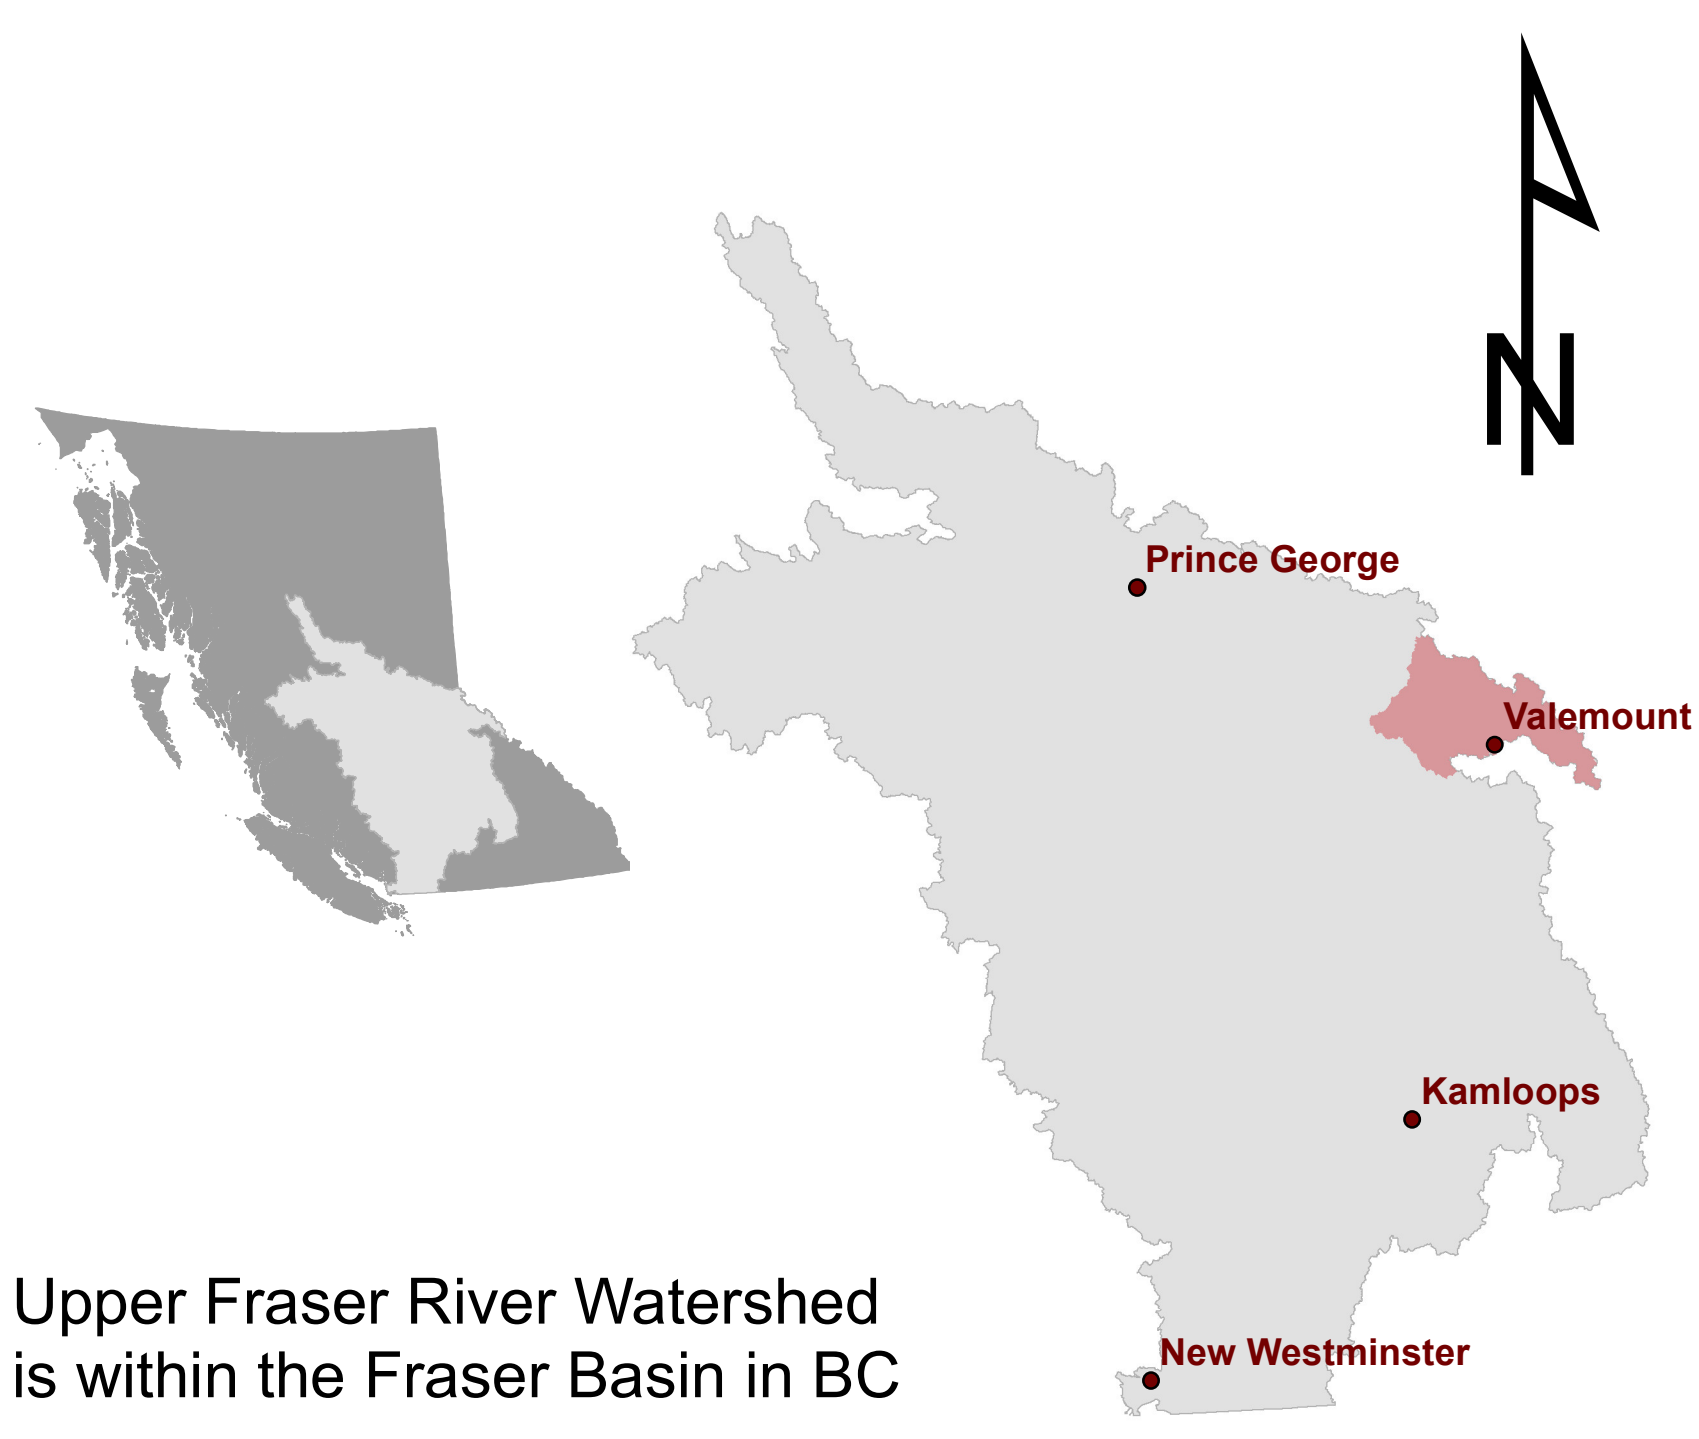 N
Prince George
Valemount
Kamloops
New Westminster
Upper Fraser River Watershed
is within the Fraser Basin in BC